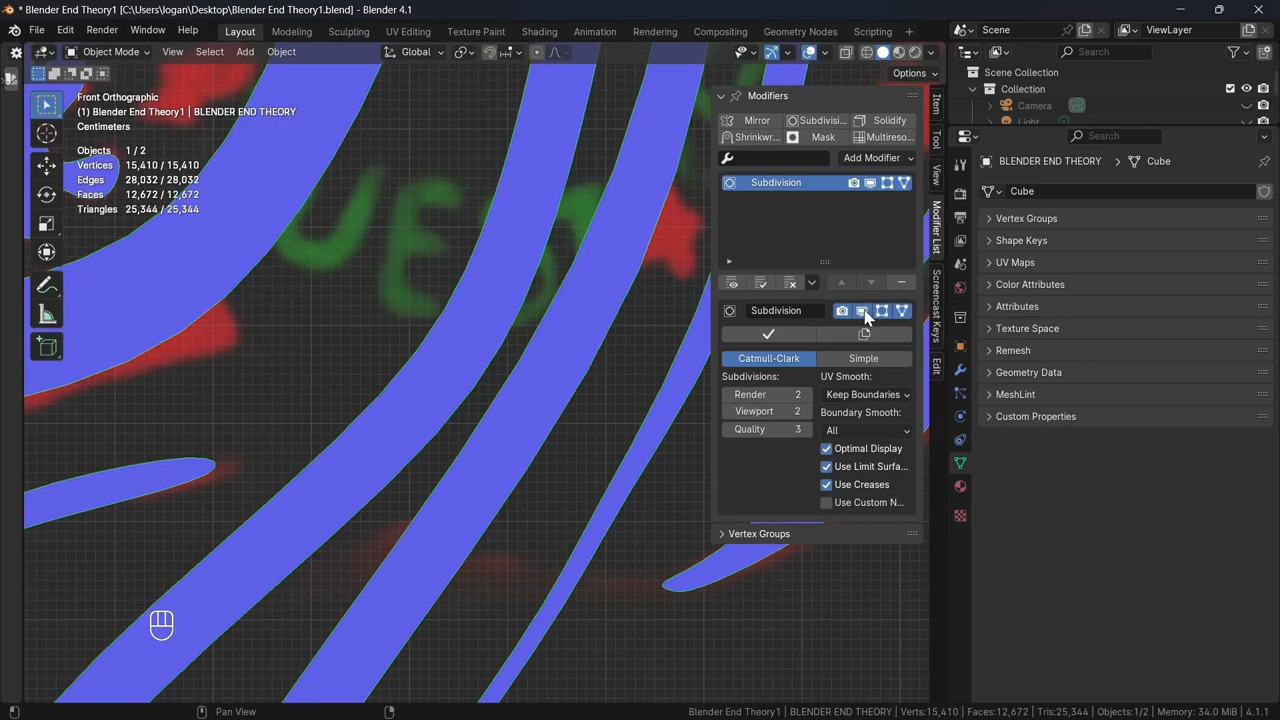 * Blender End Theory1 [C:\Users\logan\Desktop\Blender End Theory1.blend] - Blender 4.1
File Edit Render Window Help Layout Modeling Sculpting UV Editing Texture Paint Shading Animation Rendering Compositing Geometry Nodes Scripting + Scene ViewLayer
Object Mode View Select Add Object Global Search
Options
Scene Collection
Collection
Camera
Light
Front Orthographic
(1) Blender End Theory1 | BLENDER END THEORY
Centimeters
Objects 1 / 2
Vertices 15,410 / 15,410
Edges 28,032 / 28,032
Faces 12,672 / 12,672
Triangles 25,344 / 25,344
Modifiers
Mirror Subdivisi... Solidify
Shrinkwr... Mask Multireso...
Add Modifier
Subdivision
Subdivision
Catmull-Clark Simple
Subdivisions: UV Smooth:
Render 2 Keep Boundaries
Viewport 2 Boundary Smooth:
Quality 3 All
Optimal Display
Use Limit Surfa...
Use Creases
Use Custom N...
Vertex Groups
Item
Tool
View
Modifier List
Screencast Keys
Edit
Search
BLENDER END THEORY > Cube
Cube
Vertex Groups
Shape Keys
UV Maps
Color Attributes
Attributes
Texture Space
Remesh
Geometry Data
MeshLint
Custom Properties
Pan View
Blender End Theory1 | BLENDER END THEORY | Verts:15,410 | Faces:12,672 | Tris:25,344 | Objects:1/2 | Memory: 34.0 MiB | 4.1.1